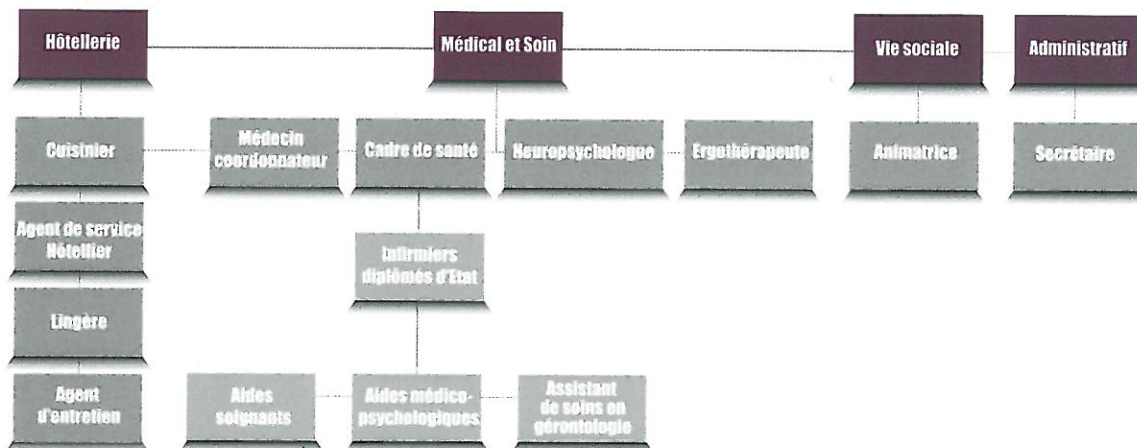 Hôtellerie
Médical et Soin
Vie sociale
Administratif
Cuisinier
Médecin
coordonnateur
Cadre de santé
Neuropsychologue
Ergothérapeute
Animatrice
Secrétaire
Agent de service
Hôtellier
Infirmiers
diplômés d'Etat
Lingère
Agent
d'entretien
Aides
soignants
Aides médico-
psychologiques
Assistant
de soins en
gérontologie